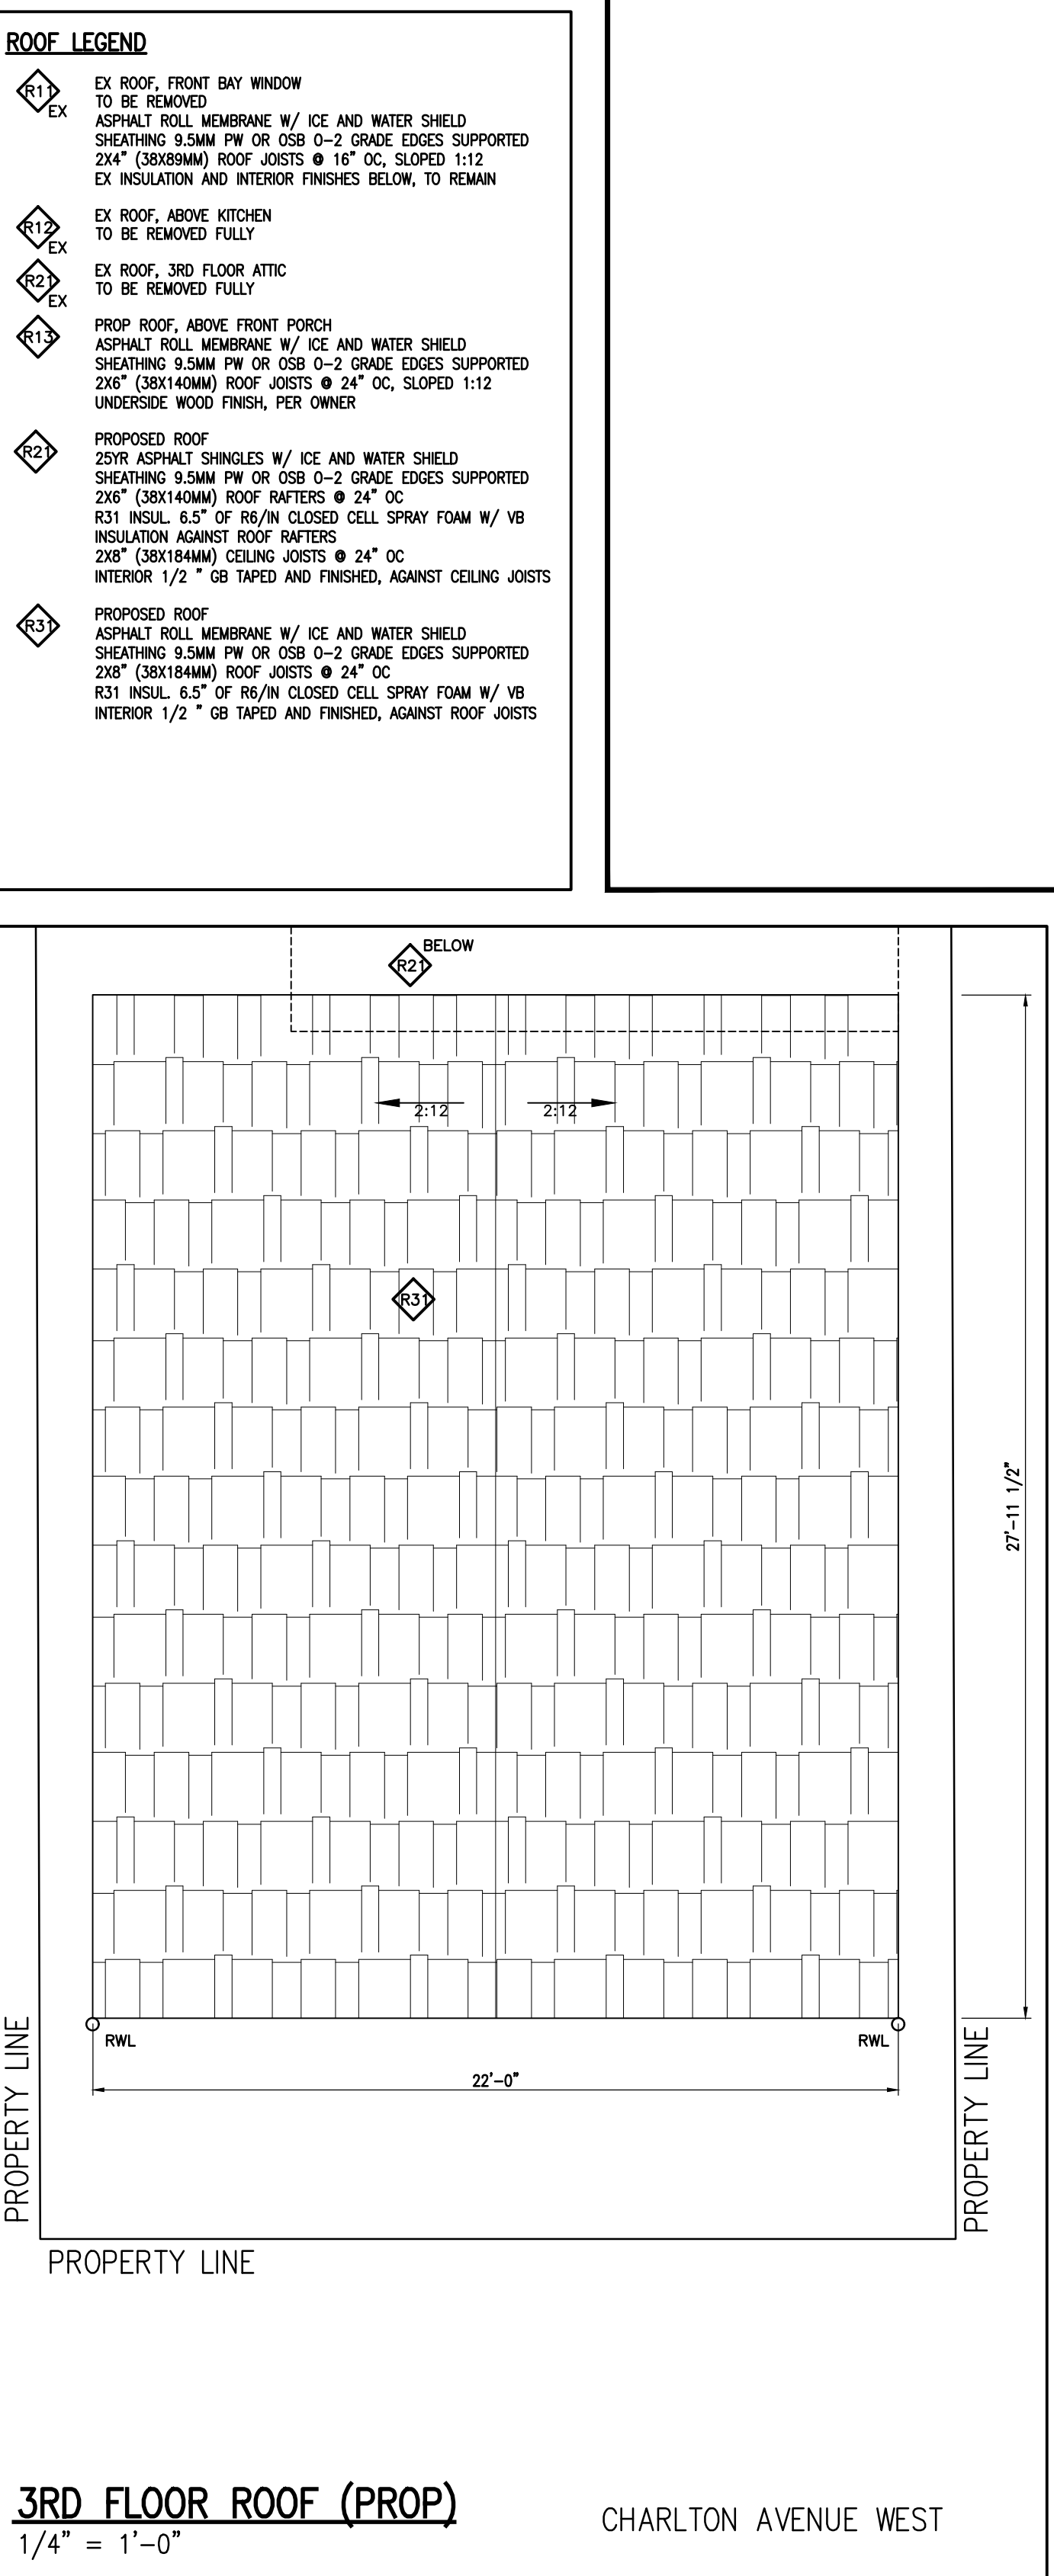 ROOF LEGEND
R11
EX
EX ROOF, FRONT BAY WINDOW
TO BE REMOVED
ASPHALT ROLL MEMBRANE W/ ICE AND WATER SHIELD
SHEATHING 9.5MM PW OR OSB O-2 GRADE EDGES SUPPORTED
2X4" (38X89MM) ROOF JOISTS @ 16" OC, SLOPED 1:12
EX INSULATION AND INTERIOR FINISHES BELOW, TO REMAIN
R12
EX
EX ROOF, ABOVE KITCHEN
TO BE REMOVED FULLY
R21
EX
EX ROOF, 3RD FLOOR ATTIC
TO BE REMOVED FULLY
R13
PROP ROOF, ABOVE FRONT PORCH
ASPHALT ROLL MEMBRANE W/ ICE AND WATER SHIELD
SHEATHING 9.5MM PW OR OSB O-2 GRADE EDGES SUPPORTED
2X6" (38X140MM) ROOF JOISTS @ 24" OC, SLOPED 1:12
UNDERSIDE WOOD FINISH, PER OWNER
R21
PROPOSED ROOF
25YR ASPHALT SHINGLES W/ ICE AND WATER SHIELD
SHEATHING 9.5MM PW OR OSB O-2 GRADE EDGES SUPPORTED
2X6" (38X140MM) ROOF RAFTERS @ 24" OC
R31 INSUL. 6.5" OF R6/IN CLOSED CELL SPRAY FOAM W/ VB
INSULATION AGAINST ROOF RAFTERS
2X8" (38X184MM) CEILING JOISTS @ 24" OC
INTERIOR 1/2 " GB TAPED AND FINISHED, AGAINST CEILING JOISTS
R31
PROPOSED ROOF
ASPHALT ROLL MEMBRANE W/ ICE AND WATER SHIELD
SHEATHING 9.5MM PW OR OSB O-2 GRADE EDGES SUPPORTED
2X8" (38X184MM) ROOF JOISTS @ 24" OC
R31 INSUL. 6.5" OF R6/IN CLOSED CELL SPRAY FOAM W/ VB
INTERIOR 1/2 " GB TAPED AND FINISHED, AGAINST ROOF JOISTS
BELOW
R21
2:12
2:12
R31
27'-11 1/2"
RWL
RWL
22'-0"
PROPERTY LINE
PROPERTY LINE
PROPERTY LINE
3RD FLOOR ROOF (PROP)
1/4" = 1'-0"
CHARLTON AVENUE WEST